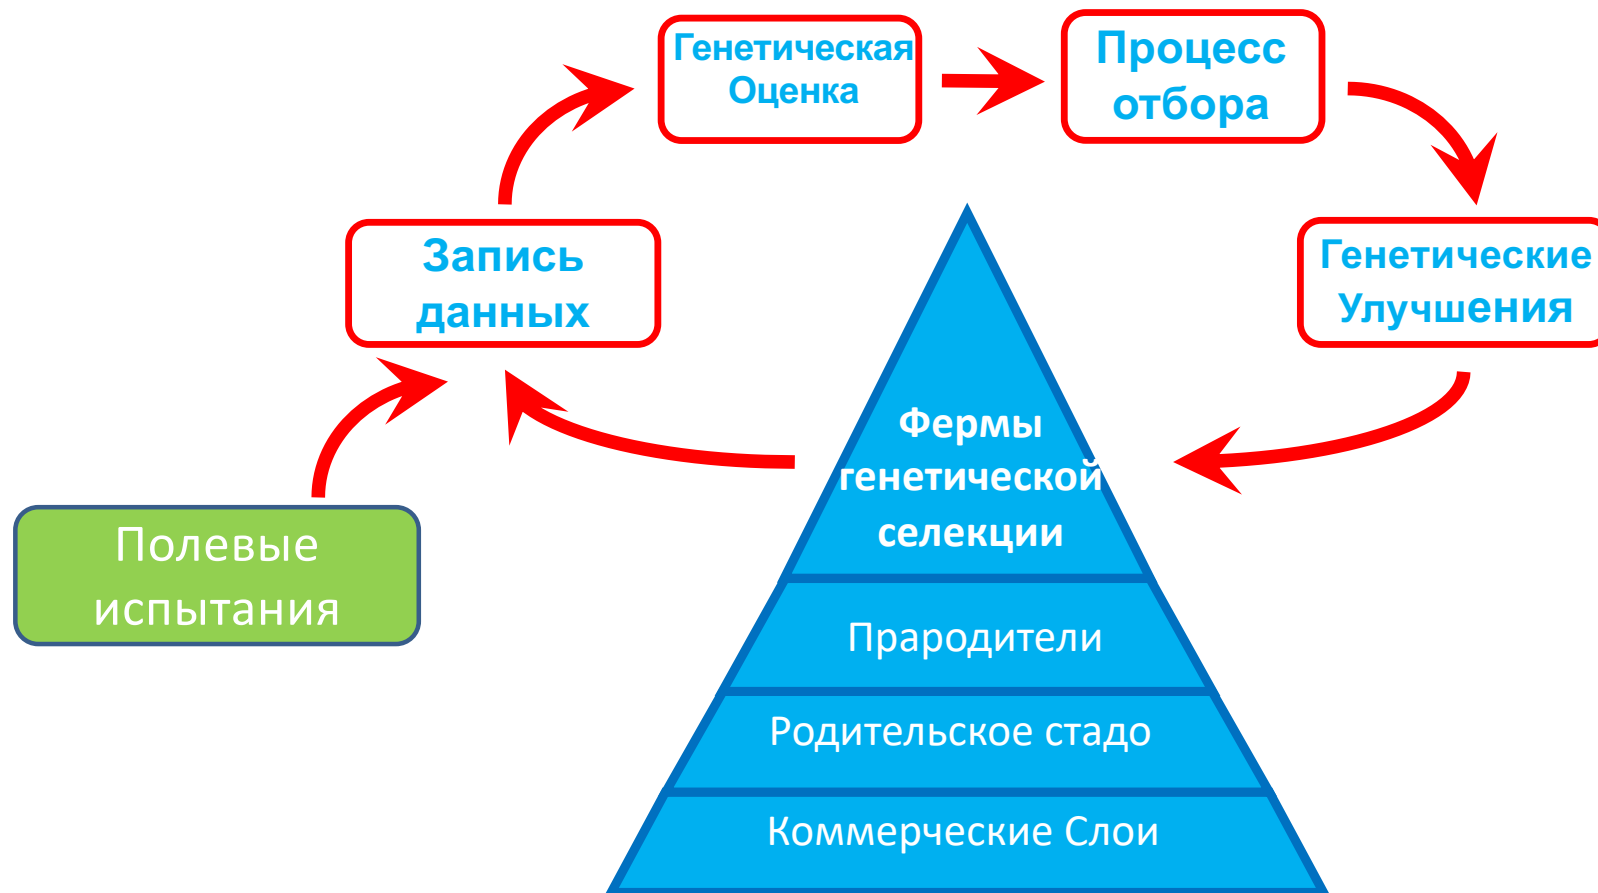 Генетическая
Оценка
Процесс
отбора
Запись
данных
Генетические
Улучшения
Фермы
генетической
селекции
Полевые
испытания
Прародители
Родительское стадо
Коммерческие Слои